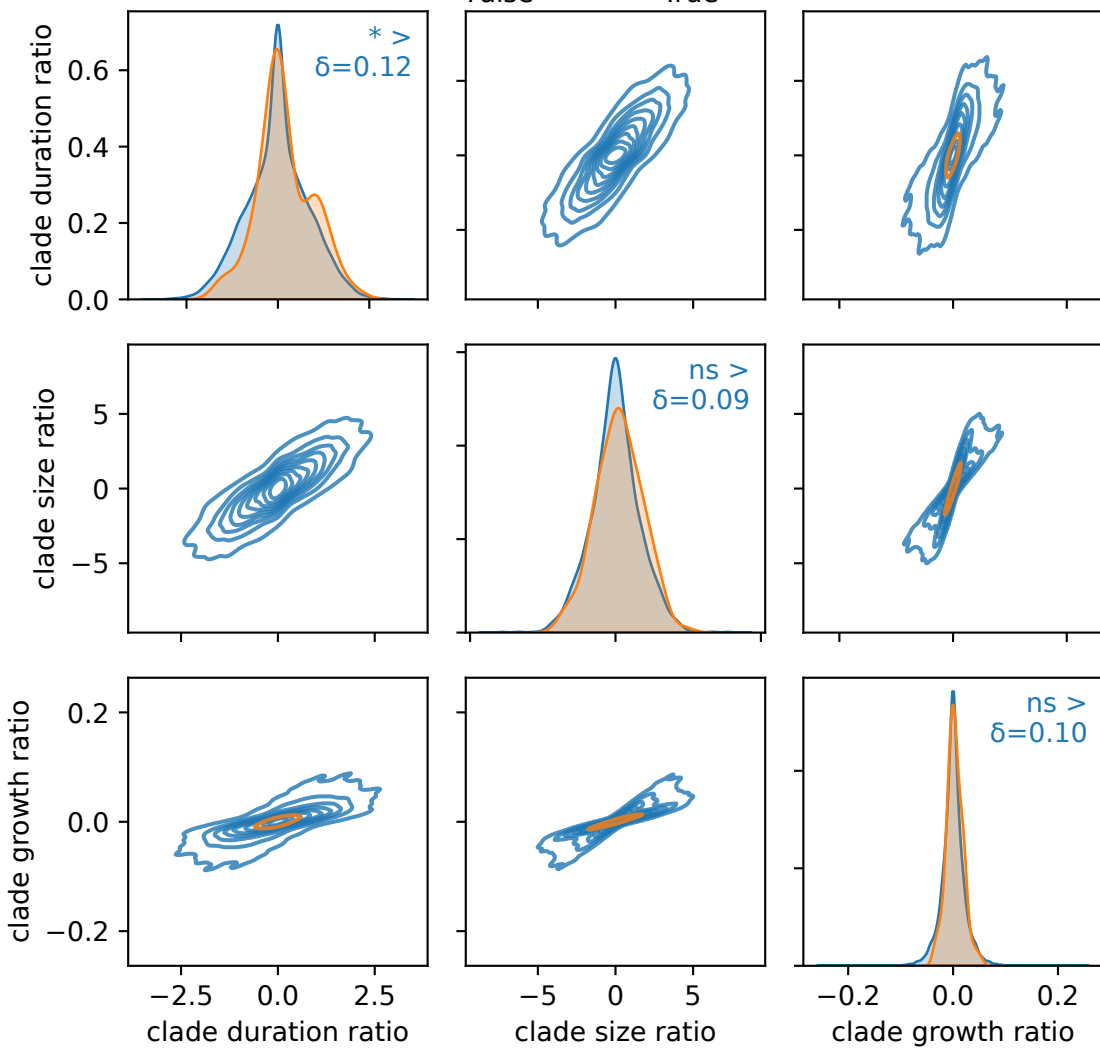 True
clade duration ratio
0.6
0.4
0.2
0.0
* >
δ=0.12
clade size ratio
5
0
−5
ns >
δ=0.09
clade growth ratio
0.2
0.0
−0.2
ns >
δ=0.10
−2.5 0.0 2.5
−5 0 5
−0.2 0.0 0.2
clade duration ratio
clade size ratio
clade growth ratio